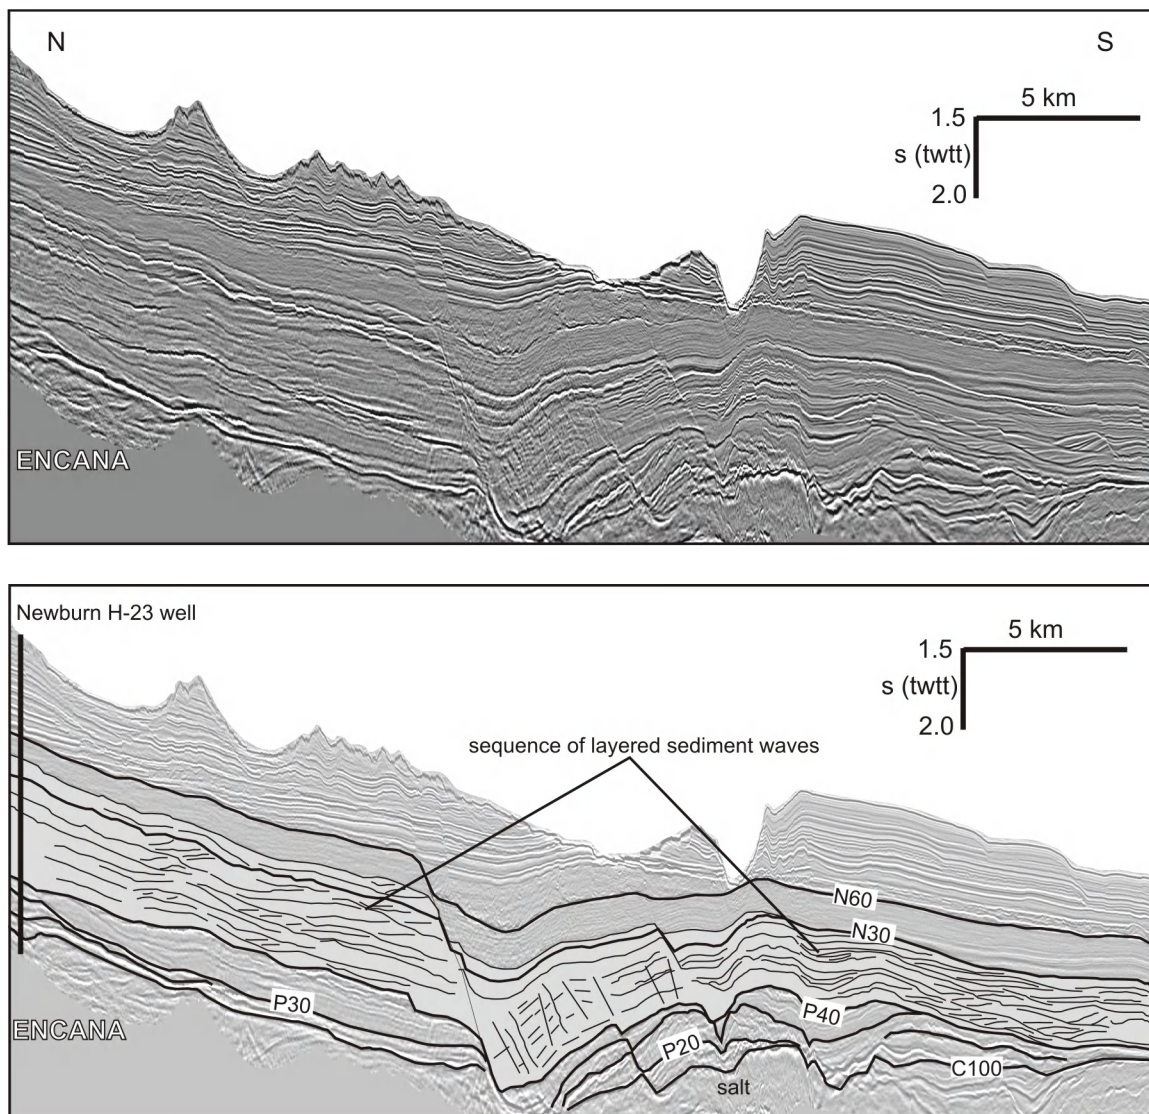 N
S
5 km
1.5
s (twtt)
2.0
ENCANA
Newburn H-23 well
5 km
1.5
s (twtt)
2.0
sequence of layered sediment waves
N60
N30
P30
P40
ENCANA
P20
C100
salt